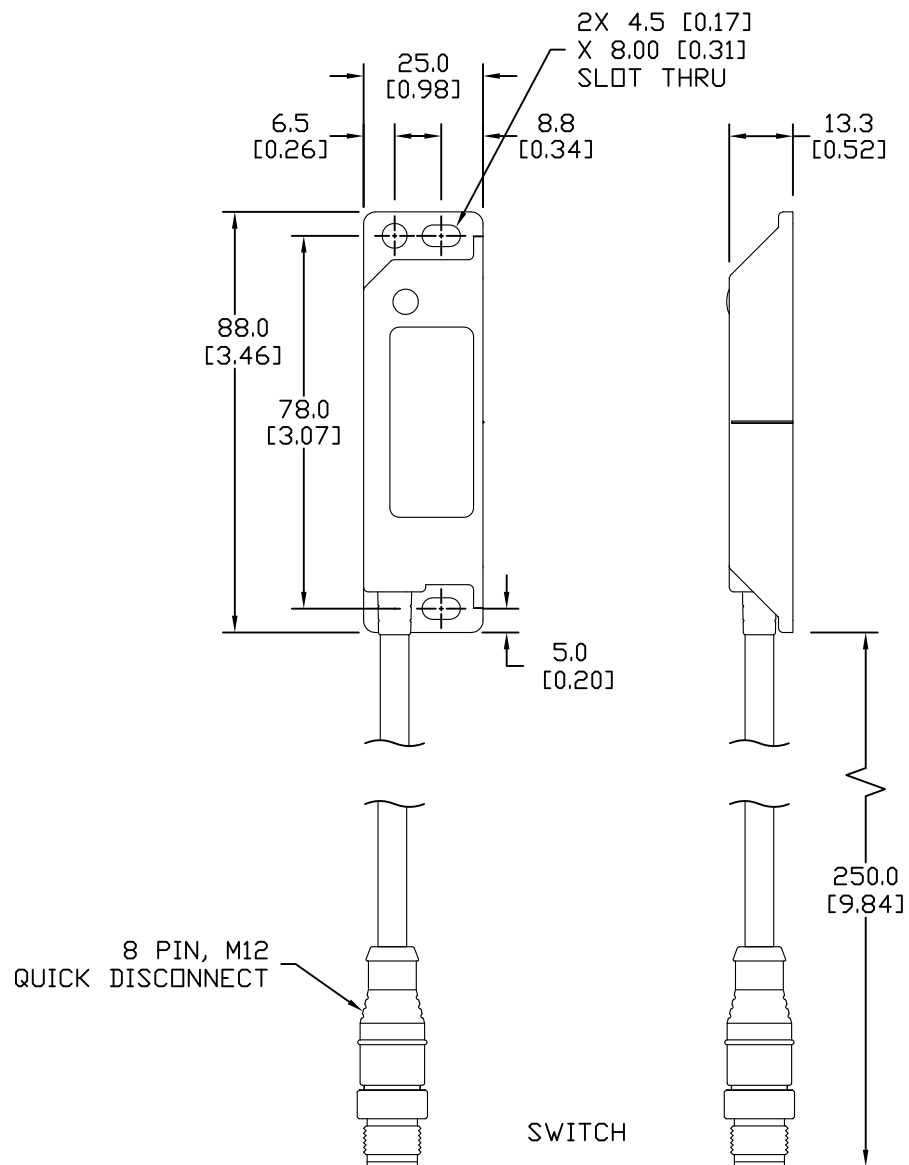 2X 4.5 [0.17]
X 8.00 [0.31]
SLOT THRU
25.0
[0.98]
6.5
[0.26]
8.8
[0.34]
13.3
[0.52]
88.0
[3.46]
78.0
[3.07]
5.0
[0.20]
250.0
[9.84]
8 PIN, M12
QUICK DISCONNECT
SWITCH